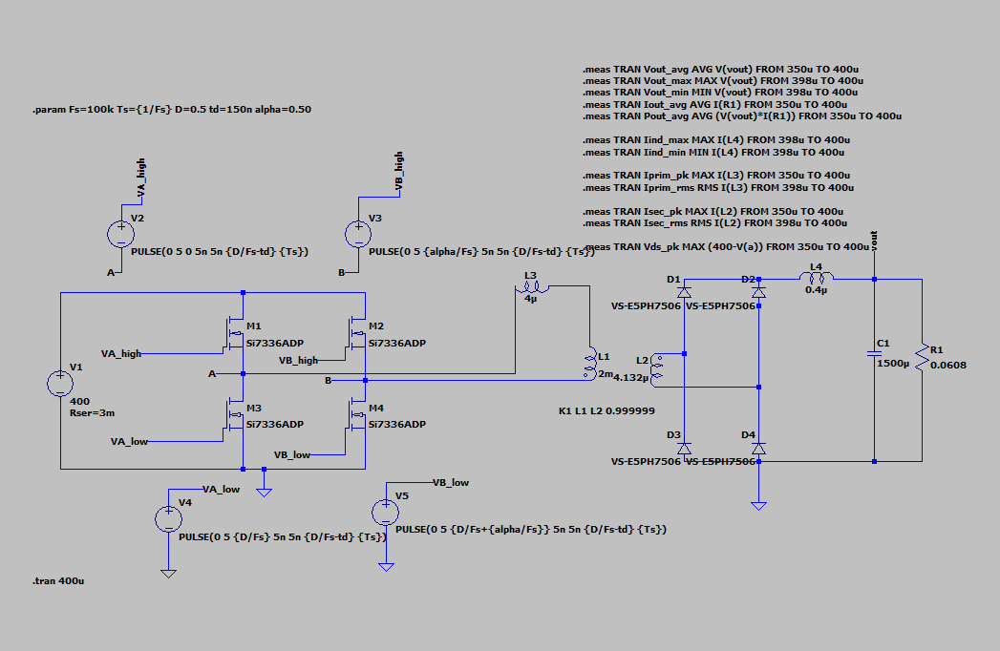 .meas TRAN Vout_avg AVG V(vout) FROM 350u TO 400u
.meas TRAN Vout_max MAX V(vout) FROM 398u TO 400u
.meas TRAN Vout_min MIN V(vout) FROM 398u TO 400u
.meas TRAN Iout_avg AVG I(R1) FROM 350u TO 400u
.meas TRAN Pout_avg AVG (V(vout)*I(R1)) FROM 350u TO 400u
.meas TRAN Iind_max MAX I(L4) FROM 398u TO 400u
.meas TRAN Iind_min MIN I(L4) FROM 398u TO 400u
.meas TRAN Iprim_pk MAX I(L3) FROM 350u TO 400u
.meas TRAN Iprim_rms RMS I(L3) FROM 398u TO 400u
.meas TRAN Isec_pk MAX I(L2) FROM 350u TO 400u
.meas TRAN Isec_rms RMS I(L2) FROM 398u TO 400u
.meas TRAN Vds_pk MAX (400-V(a)) FROM 350u TO 400u
.param Fs=100k Ts={1/Fs} D=0.5 td=150n alpha=0.50
VA_high
V2
PULSE(0 5 0 5n 5n {D/Fs-td} {Ts})
A
VB_high
V3
PULSE(0 5 {alpha/Fs} 5n 5n {D/Fs-td} {Ts})
B
vout
L3
4µ
L4
0.4µ
D1
VS-E5PH7506
D2
VS-E5PH7506
M1
Si7336ADP
VA_high
M2
Si7336ADP
VB_high
V1
400
Rser=3m
A
B
L1
2m
L2
4.132µ
K1 L1 L2 0.999999
C1
1500µ
R1
0.0608
M3
Si7336ADP
VA_low
M4
Si7336ADP
VB_low
D3
VS-E5PH7506
D4
VS-E5PH7506
VA_low
V4
PULSE(0 5 {D/Fs} 5n 5n {D/Fs-td} {Ts})
VB_low
V5
PULSE(0 5 {D/Fs+{alpha/Fs}} 5n 5n {D/Fs-td} {Ts})
.tran 400u